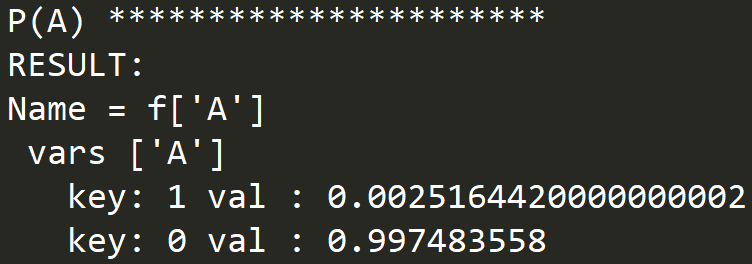 P(A) ************************
RESULT:
Name = f['A']
 vars ['A']
   key: 1 val : 0.0025164420000000002
   key: 0 val : 0.997483558